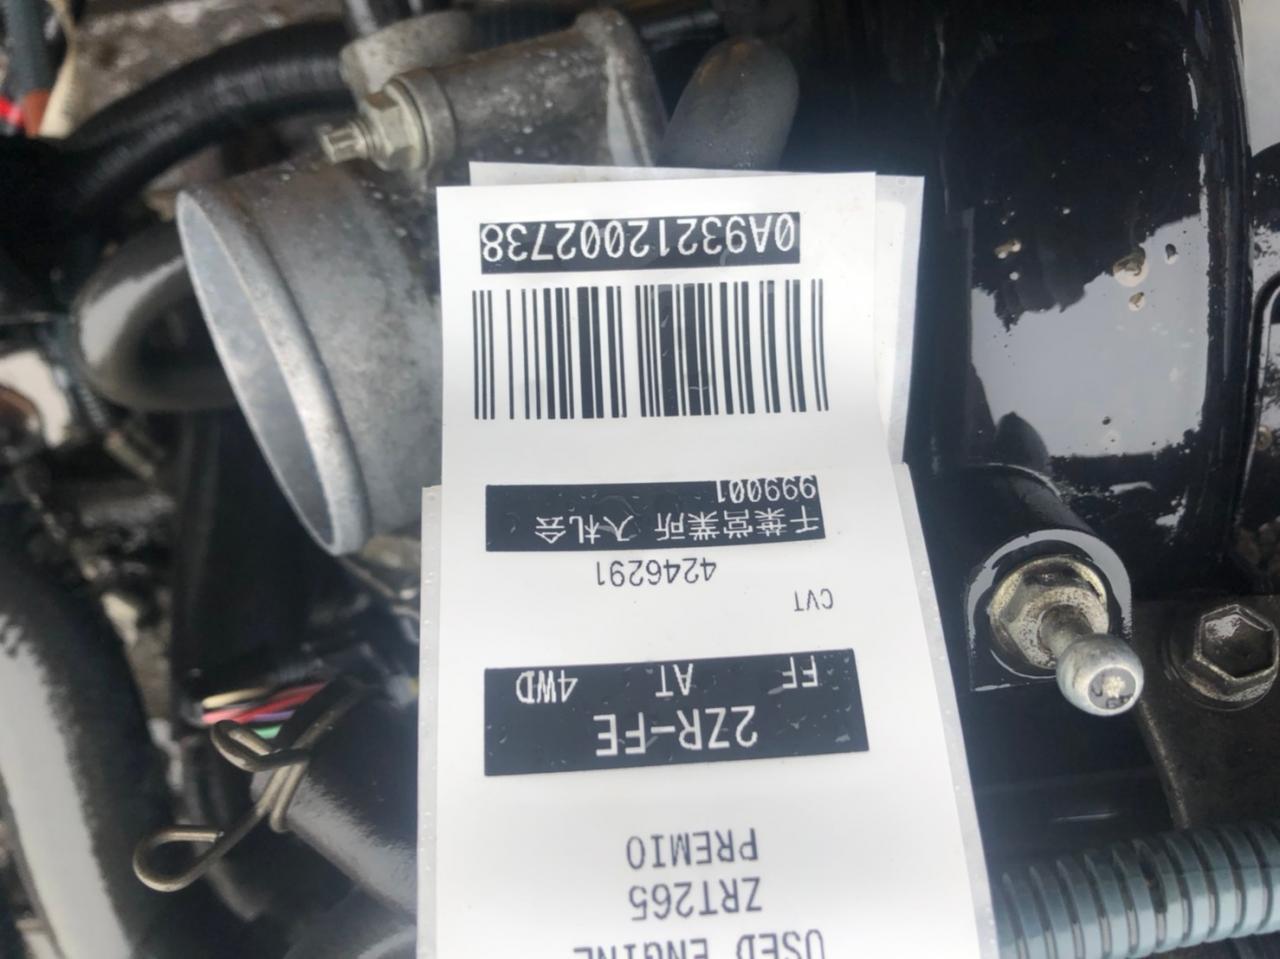 USED ENGINE
ZRT265
PREMIO
2ZR-FE
FF AT 4WD
CVT
4246291
千葉営業所 入札会
999001
0A93212002738